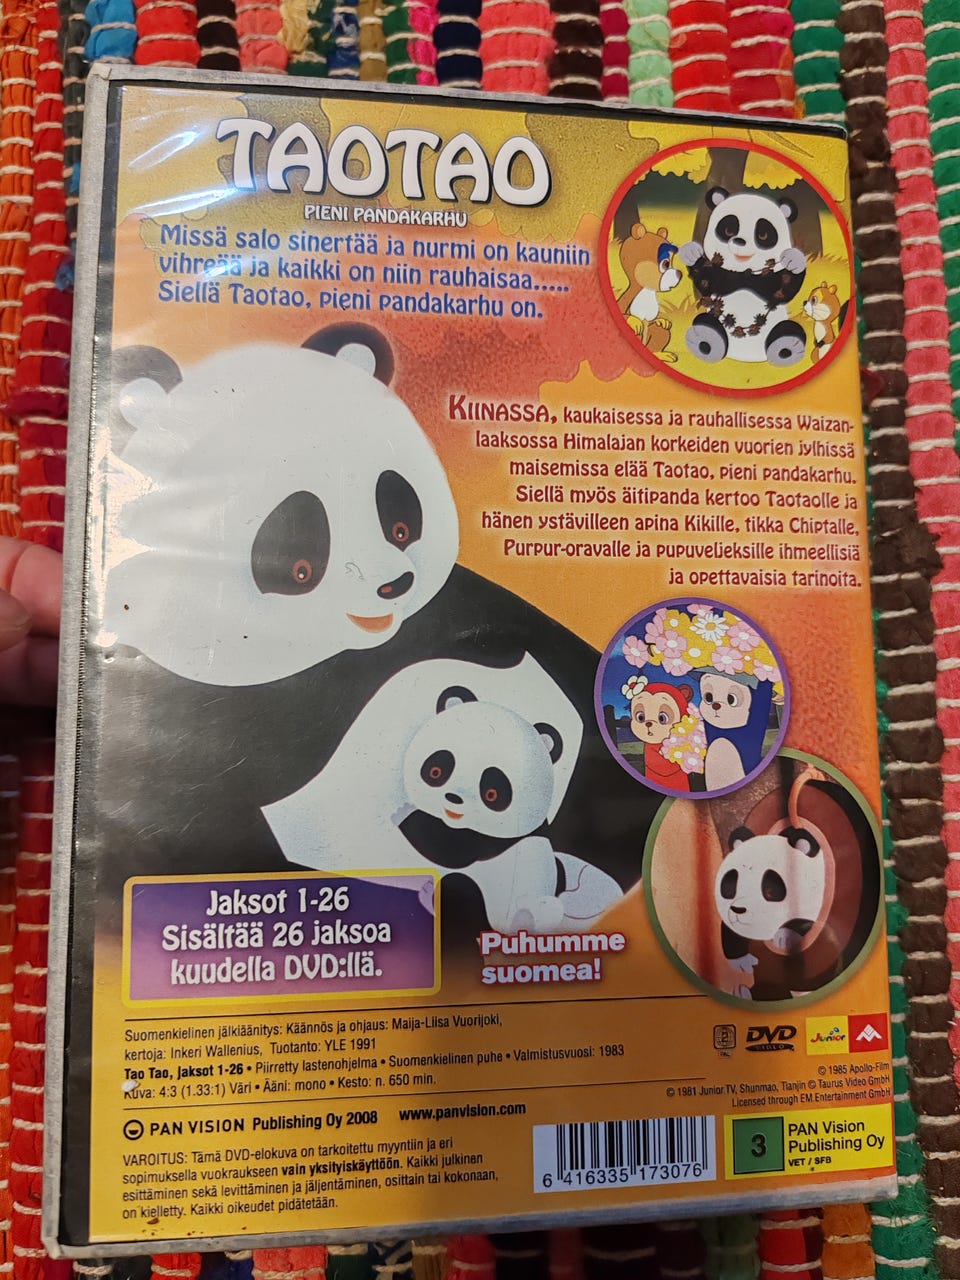 TAOTAO
PIENI PANDAKARHU
Missä salo sinertää ja nurmi on kauniin
vihreää ja kaikki on niin rauhaisaa.....
Siellä Taotao, pieni pandakarhu on.
KIINASSA, kaukaisessa ja rauhallisessa Waizan-
laaksossa Himalajan korkeiden vuorien jylhissä
maisemissa elää Taotao, pieni pandakarhu.
Siellä myös äitipanda kertoo Taotaolle ja
hänen ystävilleen apina Kikille, tikka Chiptalle,
Purpur-oravalle ja pupuveljeksille ihmeellisiä
ja opettavaisia tarinoita.
Jaksot 1-26
Sisältää 26 jaksoa
kuudella DVD:llä.
Puhumme
suomea!
Suomenkielinen jälkiäänitys: Käännös ja ohjaus: Maija-Liisa Vuorijoki,
kertoja: Inkeri Wallenius, Tuotanto: YLE 1991
Tao Tao, Jaksot 1-26 • Piirretty lastenohjelma • Suomenkielinen puhe • Valmistusvuosi: 1983
Kuva: 4:3 (1.33:1) Väri • Ääni: mono • Kesto: n. 650 min.
2
PAL
DVD
VIDEO
Junior
© 1985 Apollo-Film
© 1981 Junior TV, Shunmao, Tianjin © Taurus Video GmbH
Licensed through EM.Entertainment GmbH
PAN VISION Publishing Oy 2008 www.panvision.com
VAROITUS: Tämä DVD-elokuva on tarkoitettu myyntiin ja eri
sopimuksella vuokraukseen vain yksityiskäyttöön. Kaikki julkinen
esittäminen sekä levittäminen ja jäljentäminen, osittain tai kokonaan,
on kielletty. Kaikki oikeudet pidätetään.
6 416335 173076
3
PAN Vision
Publishing Oy
VET / SFB